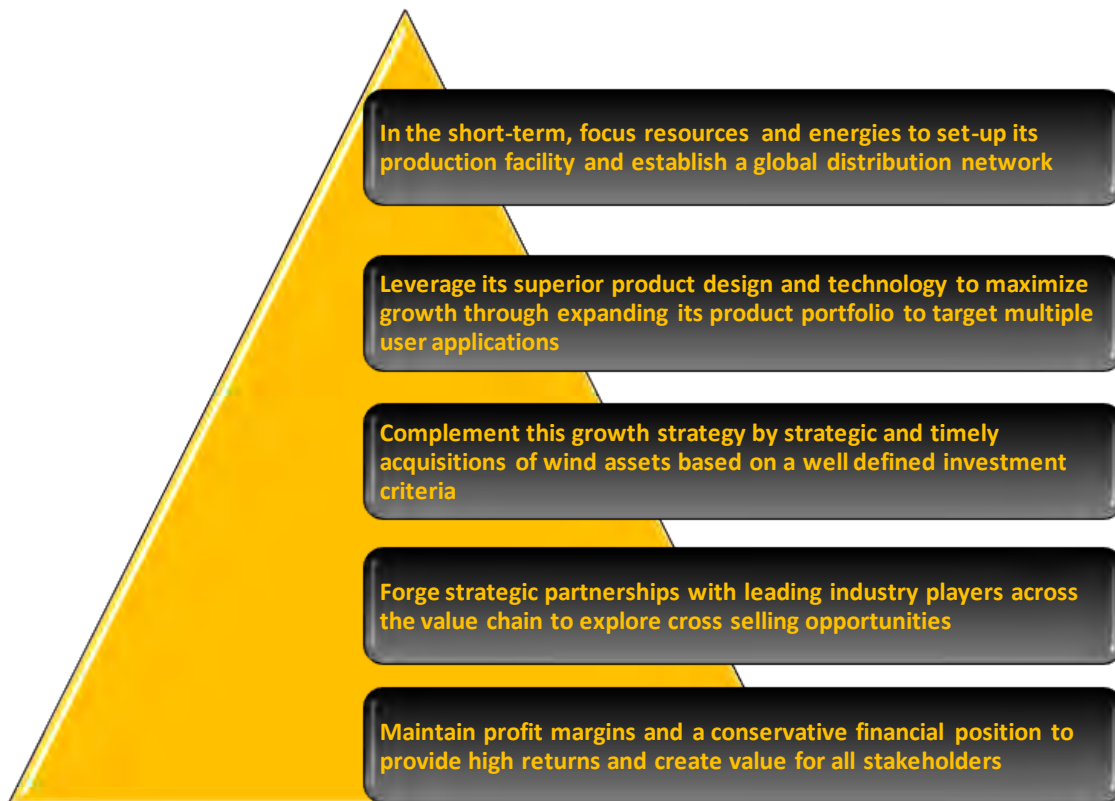 In the short-term, focus resources and energies to set-up its
production facility and establish a global distribution network
Leverage its superior product design and technology to maximize
growth through expanding its product portfolio to target multiple
user applications
Complement this growth strategy by strategic and timely
acquisitions of wind assets based on a well defined investment
criteria
Forge strategic partnerships with leading industry players across
the value chain to explore cross selling opportunities
Maintain profit margins and a conservative financial position to
provide high returns and create value for all stakeholders